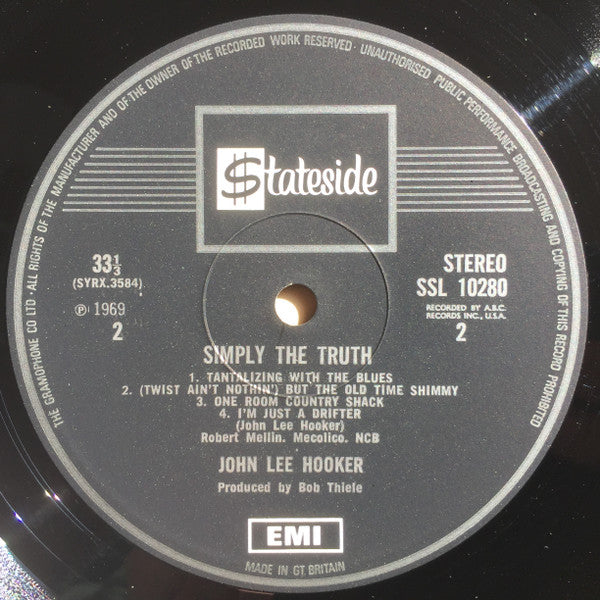 THE GRAMOPHONE CO LTD · ALL RIGHTS OF THE MANUFACTURER AND OF THE OWNER OF THE RECORDED WORK RESERVED · UNAUTHORISED PUBLIC PERFORMANCE BROADCASTING AND COPYING OF THIS RECORD PROHIBITED
$tateside
33 1/3
(SYRX.3584)
Ⓟ 1969
2
STEREO
SSL 10280
RECORDED BY A.B.C.
RECORDS INC., U.S.A.
2
SIMPLY THE TRUTH
1. TANTALIZING WITH THE BLUES
2. (TWIST AIN'T NOTHIN') BUT THE OLD TIME SHIMMY
3. ONE ROOM COUNTRY SHACK
4. I'M JUST A DRIFTER
(John Lee Hooker)
Robert Mellin. Mecolico. NCB
JOHN LEE HOOKER
Produced by Bob Thiele
EMI
MADE IN GT. BRITAIN